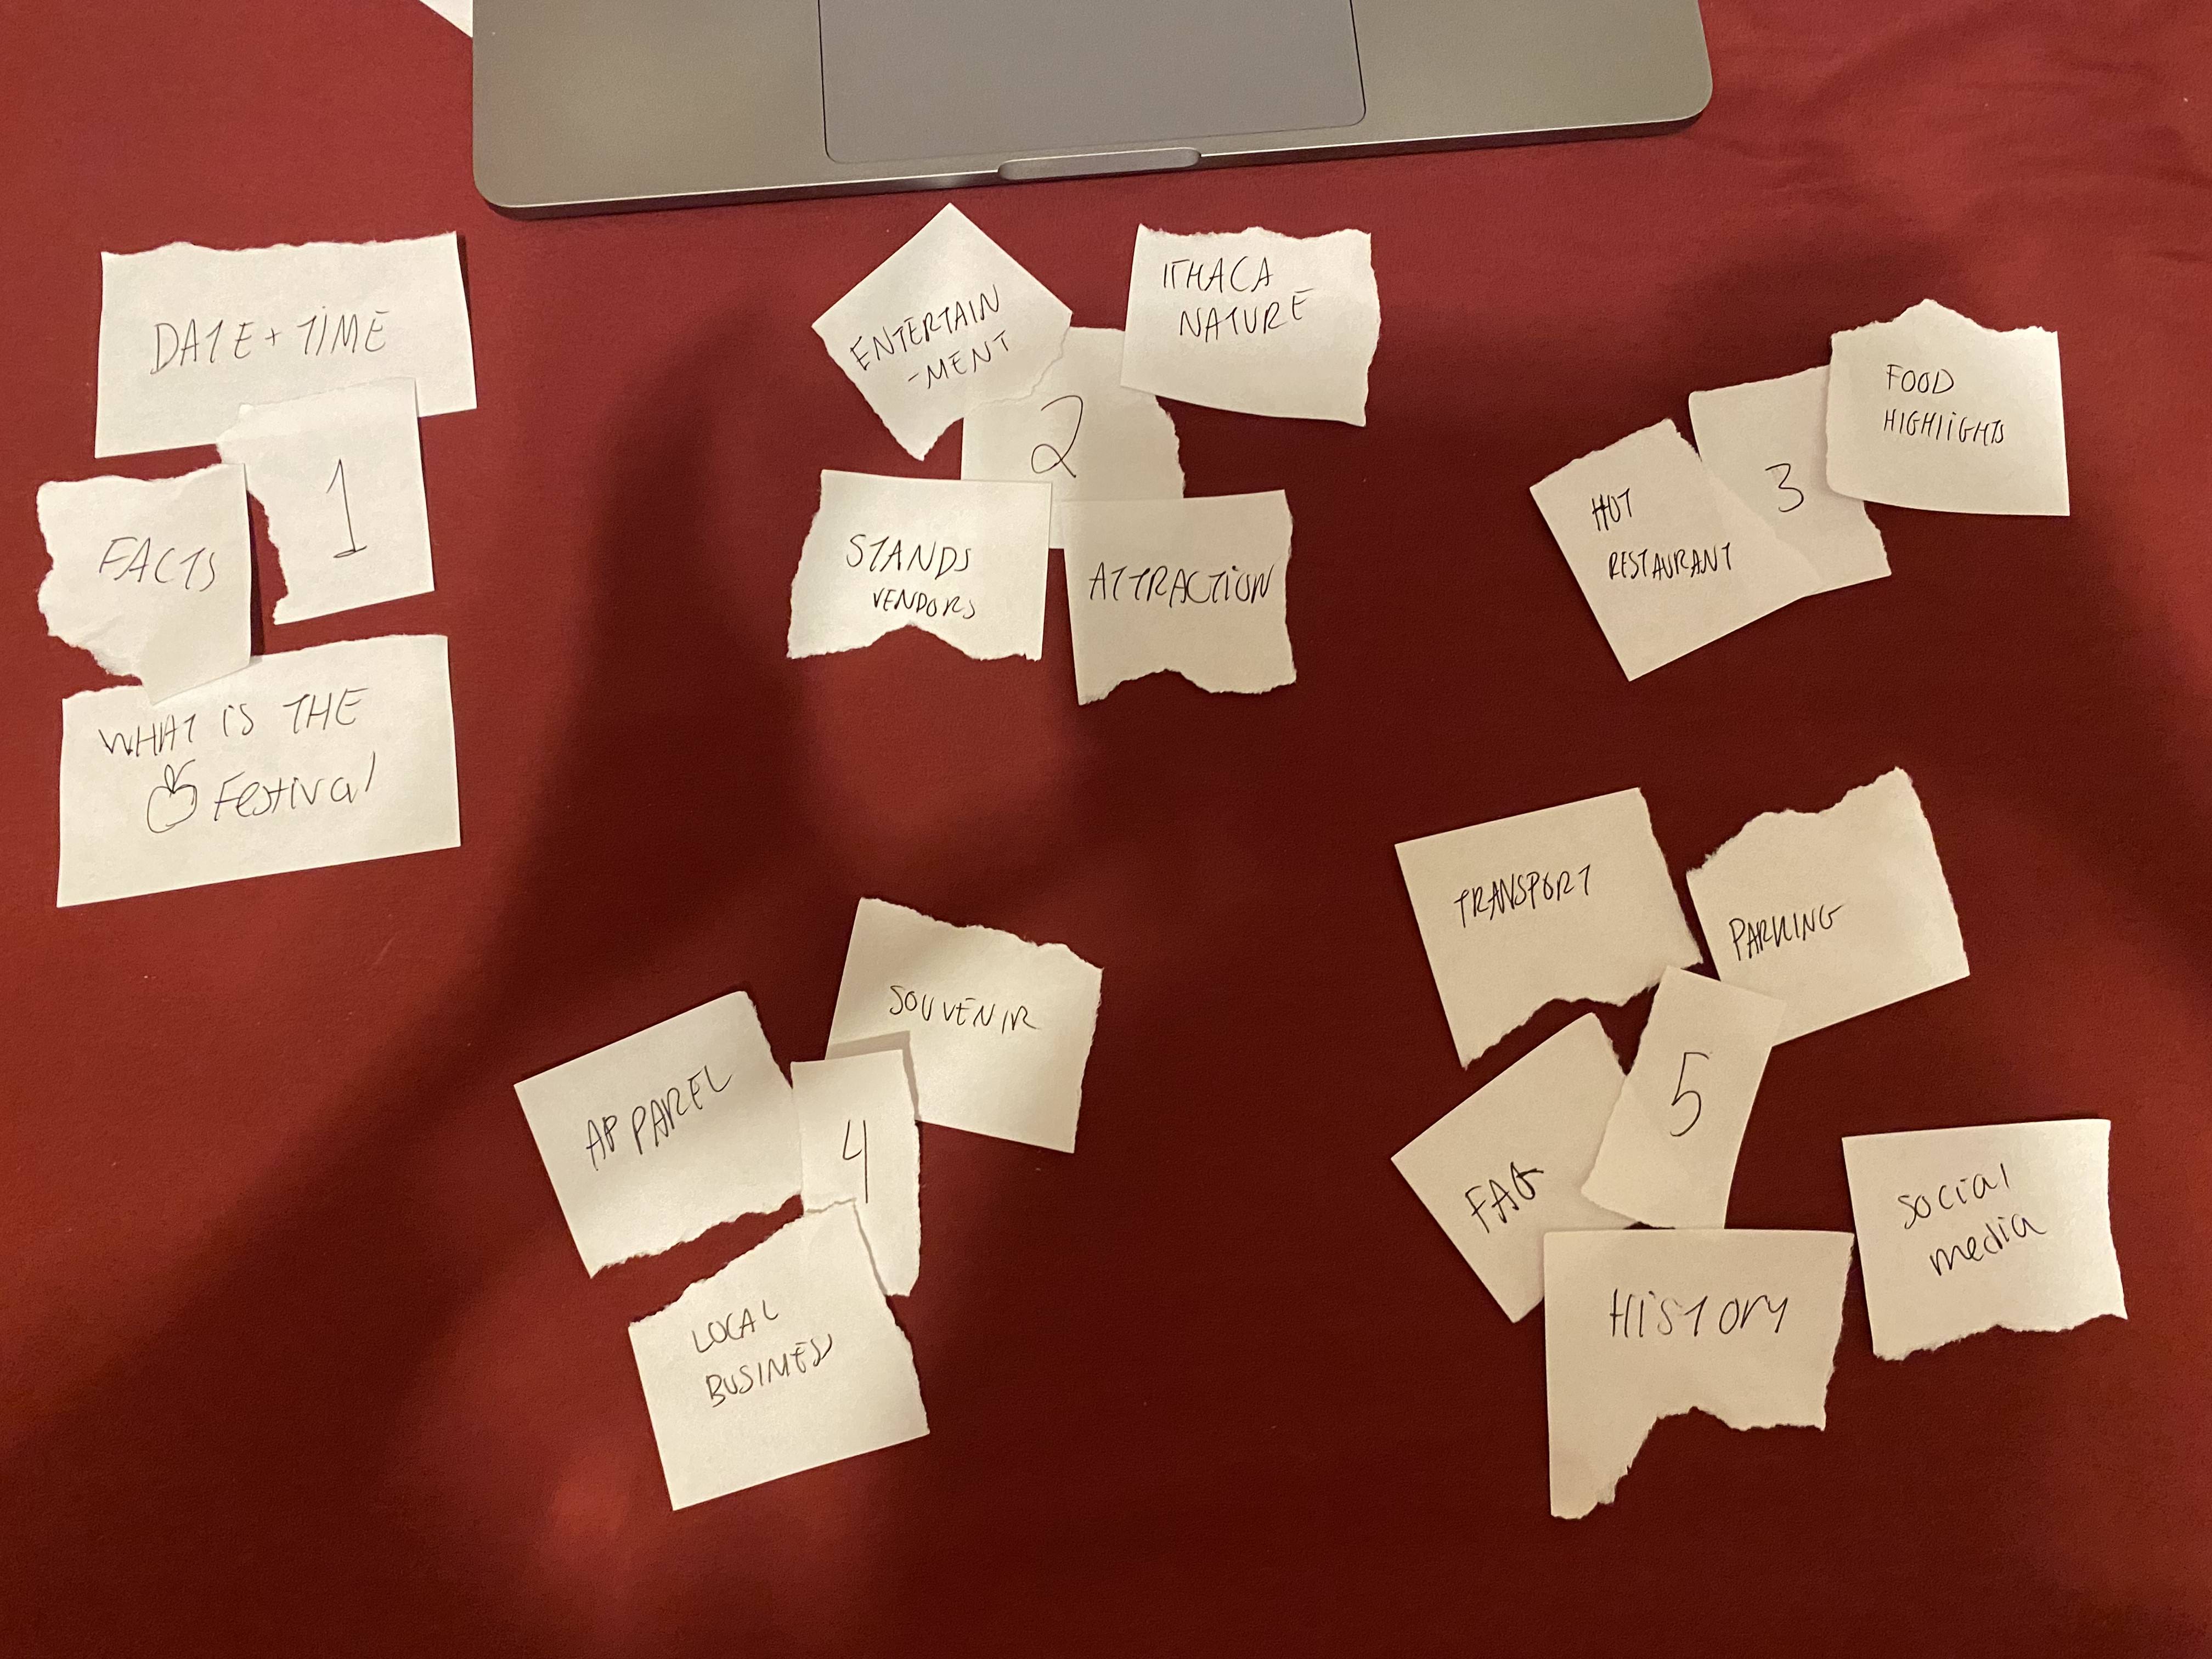 DATE + TIME
1
FACTS
WHAT iS THE
Festival
ENTERTAIN
-MENT
ITHACA
NATURE
2
STANDS
VENDORS
ATTRACTiON
FOOD
HIGHliGHTS
3
HOT
RESTAURANT
SOUVENIR
APPAREL
4
LOCAL
BUSINESS
TRANSPORT
PARKING
5
FAQ
HiSTORY
Social
media